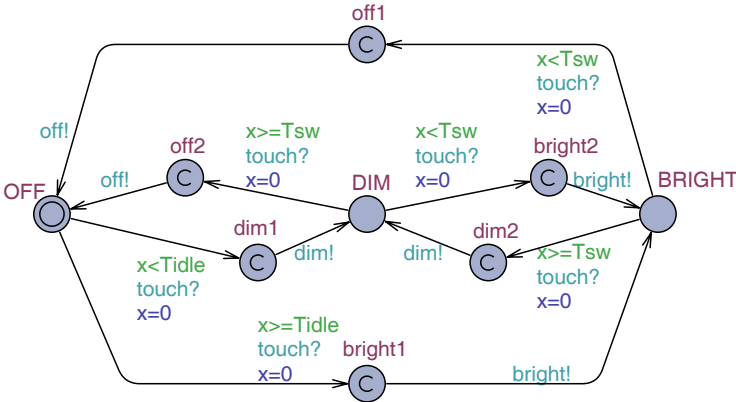 off1
x<Tsw
touch?
x=0
off!
off2
x>=Tsw
touch?
x=0
x<Tsw
touch?
x=0
bright2
OFF
off!
DIM
bright!
BRIGHT
dim1
dim!
dim!
dim2
x<Tidle
touch?
x=0
x>=Tsw
touch?
x=0
x>=Tidle
touch?
x=0
bright1
bright!
C
C
C
C
C
C